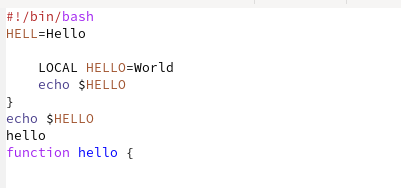 #!/bin/bash
HELL=Hello
LOCAL HELLO=World
echo $HELLO
}
echo $HELLO
hello
function hello {